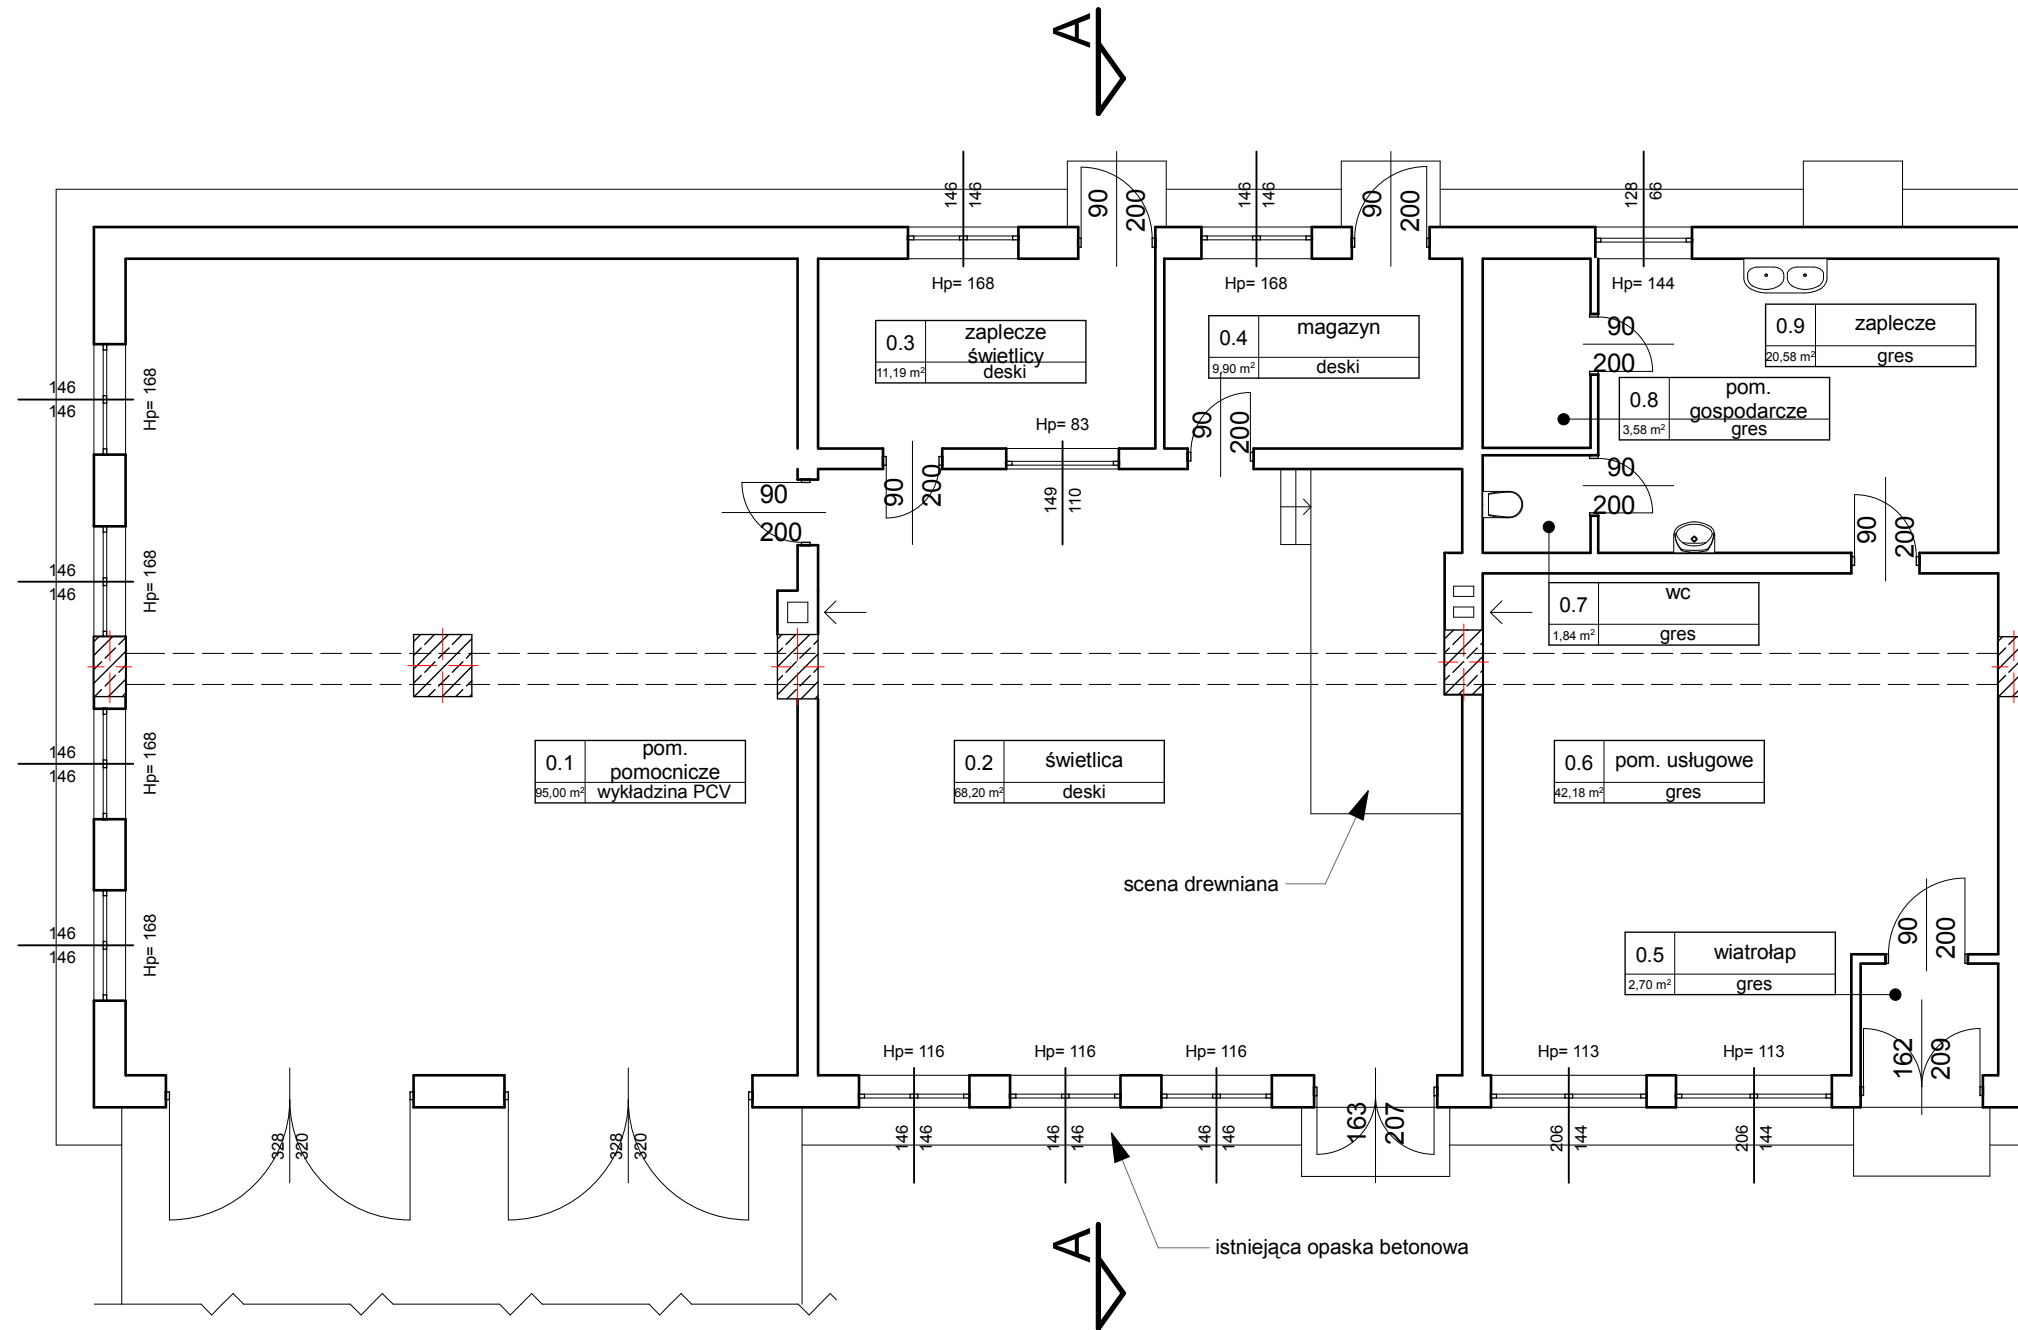 A
146
146
90
200
146
146
90
200
128
66
Hp= 168
Hp= 168
Hp= 144
0.3
zaplecze
świetlicy
11,19 m²
deski
0.4
magazyn
9,90 m²
deski
90
200
0.9
zaplecze
20,58 m²
gres
146
146
Hp= 168
0.8
pom.
gospodarcze
3,58 m²
gres
Hp= 83
90
200
90
200
149
110
90
200
90
200
90
200
146
146
Hp= 168
0.7
wc
1,84 m²
gres
146
146
Hp= 168
0.1
pom.
pomocnicze
95,00 m²
wykładzina PCV
0.2
świetlica
68,20 m²
deski
0.6
pom. usługowe
42,18 m²
gres
scena drewniana
146
146
Hp= 168
90
200
0.5
wiatrołap
2,70 m²
gres
Hp= 116
Hp= 116
Hp= 116
Hp= 113
Hp= 113
162
209
328
320
328
320
146
146
146
146
146
146
163
207
206
144
206
144
A
istniejąca opaska betonowa